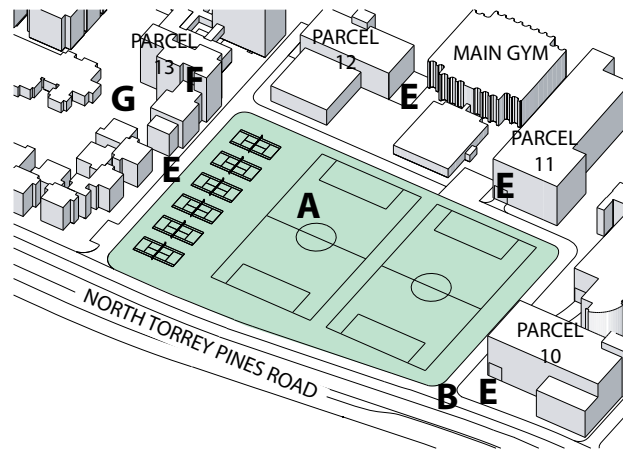 PARCEL
13
PARCEL
12
MAIN GYM
F
G
E
PARCEL
11
E
E
A
NORTH TORREY PINES ROAD
PARCEL
10
B
E